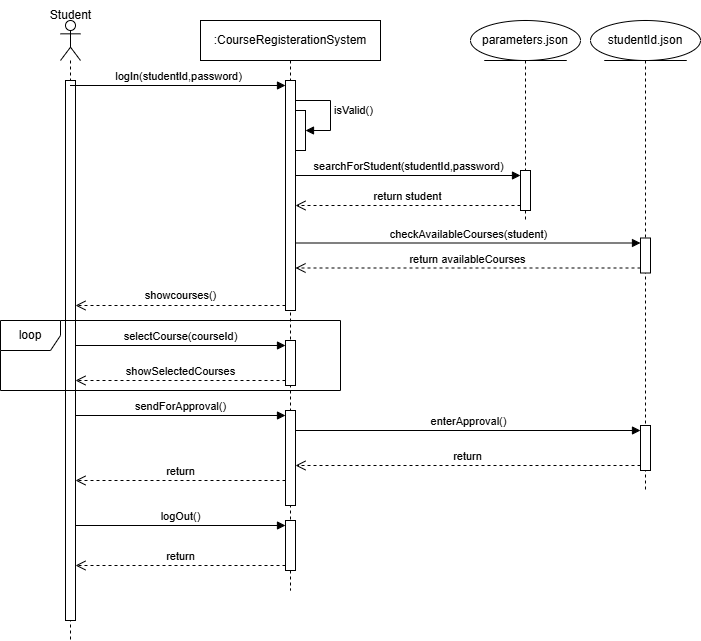 Student
:CourseRegisterationSystem
parameters.json
studentId.json
logIn(studentId,password)
isValid()
searchForStudent(studentId,password)
return student
checkAvailableCourses(student)
return availableCourses
showcourses()
loop
selectCourse(courseId)
showSelectedCourses
sendForApproval()
enterApproval()
return
return
logOut()
return